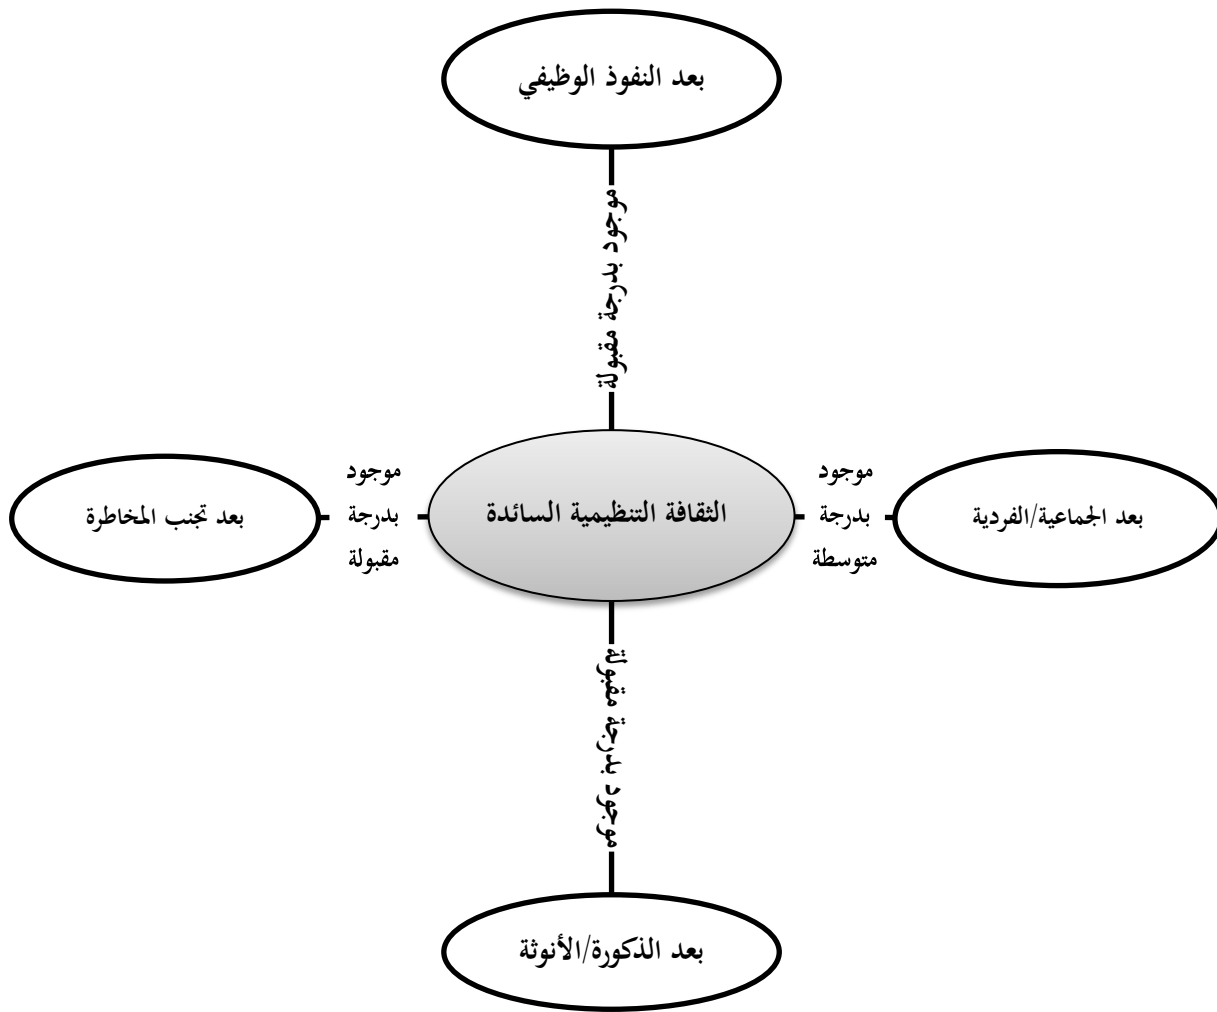 بعد النفوذ الوظيفي
موجود بدرجة مقبولة
بعد الجماعية/الفردية
موجود
بدرجة
متوسطة
الثقافة التنظيمية السائدة
موجود
بدرجة
مقبولة
بعد تجنب المخاطرة
موجود بدرجة مقبولة
بعد الذكورة/الأنوثة